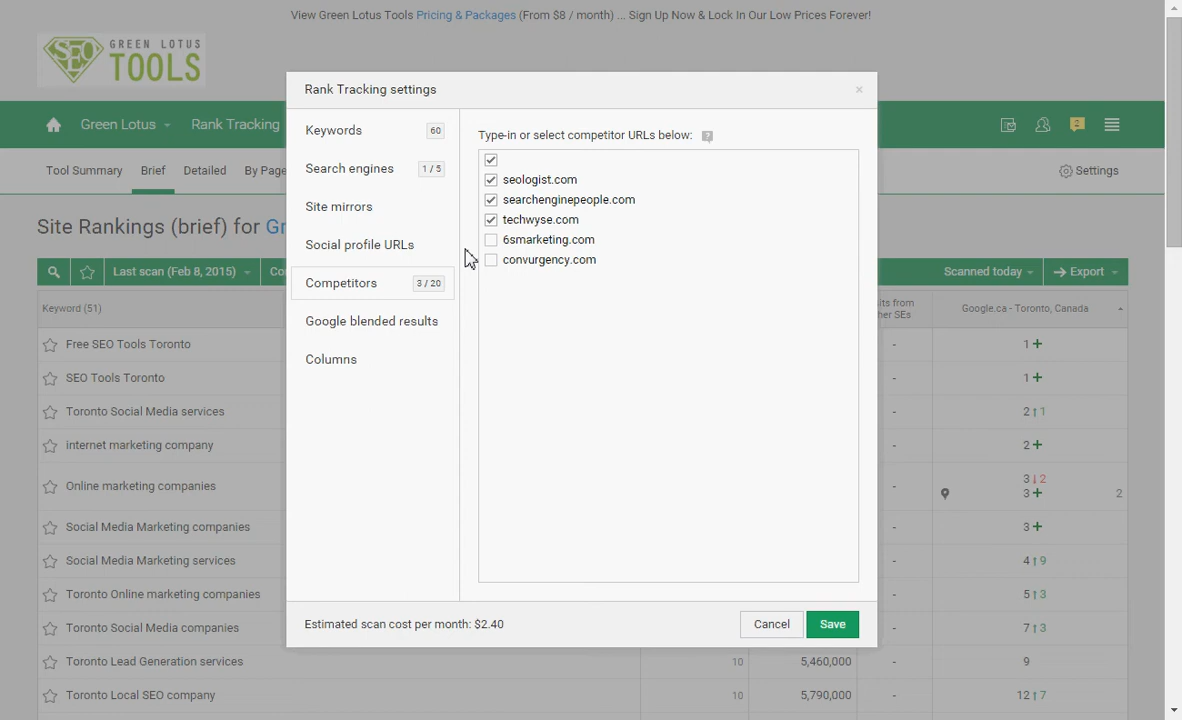 View Green Lotus Tools Pricing & Packages (From $8 / month) ... Sign Up Now & Lock In Our Low Prices Forever!
SEO GREEN LOTUS TOOLS
Rank Tracking settings
×
Green Lotus
Rank Tracking
2
Tool Summary
Brief
Detailed
By Page
Settings
Site Rankings (brief) for Gr
Last scan (Feb 8, 2015)
Co
Scanned today
Export
Keyword (51)
its from
her SEs
Google.ca - Toronto, Canada
Keywords 60
Search engines 1 / 5
Site mirrors
Social profile URLs
Competitors 3 / 20
Google blended results
Columns
Type-in or select competitor URLs below: ?
seologist.com
searchenginepeople.com
techwyse.com
6smarketing.com
convurgency.com
Estimated scan cost per month: $2.40
Cancel
Save
Free SEO Tools Toronto - 1 +
SEO Tools Toronto - 1 +
Toronto Social Media services - 2 ↑ 1
internet marketing company - 2 +
Online marketing companies - 3 ↓ 2
3 + 2
Social Media Marketing companies - 3 +
Social Media Marketing services - 4 ↑ 9
Toronto Online marketing companies - 5 ↑ 3
Toronto Social Media companies - 7 ↑ 3
Toronto Lead Generation services 10 5,460,000 - 9
Toronto Local SEO company 10 5,790,000 - 12 ↑ 7